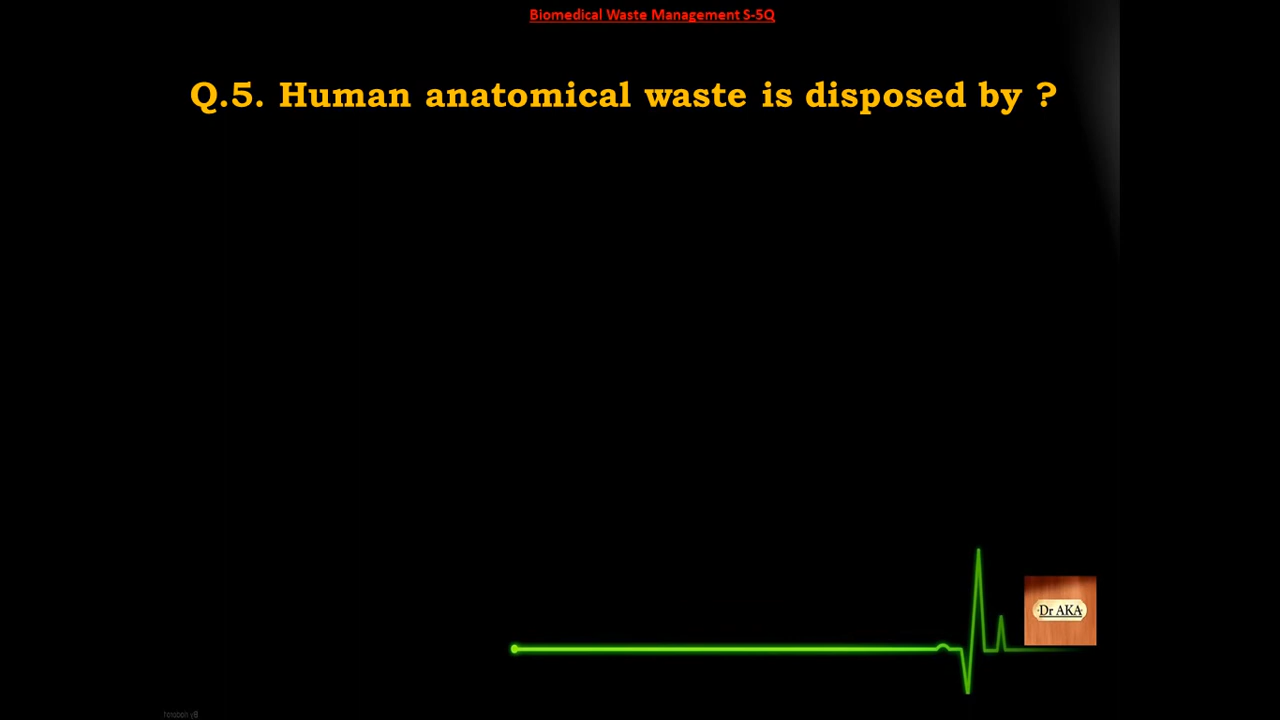 Biomedical Waste Management S-5Q
Q.5. Human anatomical waste is disposed by ?
Dr AKA